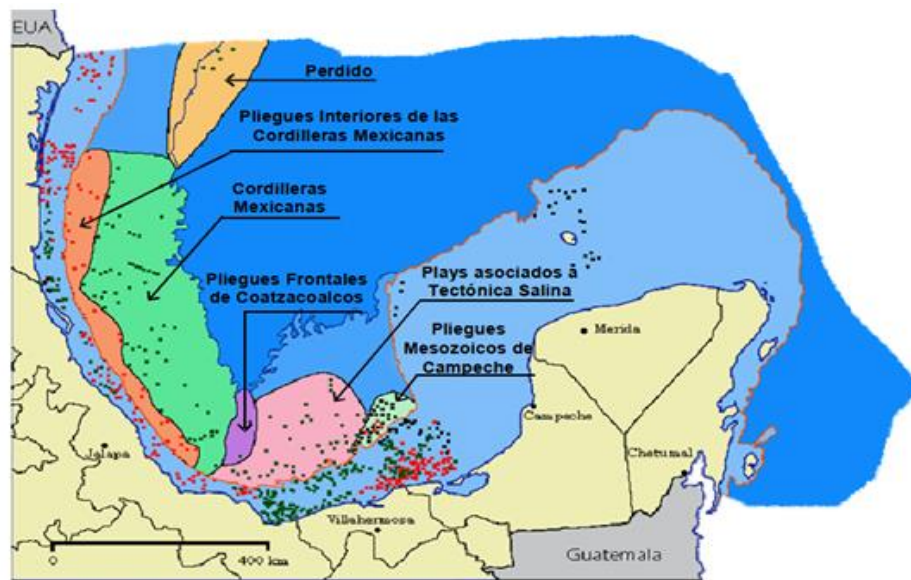 EUA
Perdido
Pliegues Interiores de las
Cordilleras Mexicanas
Cordilleras
Mexicanas
Pliegues Frontales
de Coatzacoalcos
Plays asociados á
Tectónica Salina
Pliegues
Mesozoicos de
Campeche
Merida
Campeche
Chetumal
Jalapa
Villahermosa
0 400 km
Guatemala